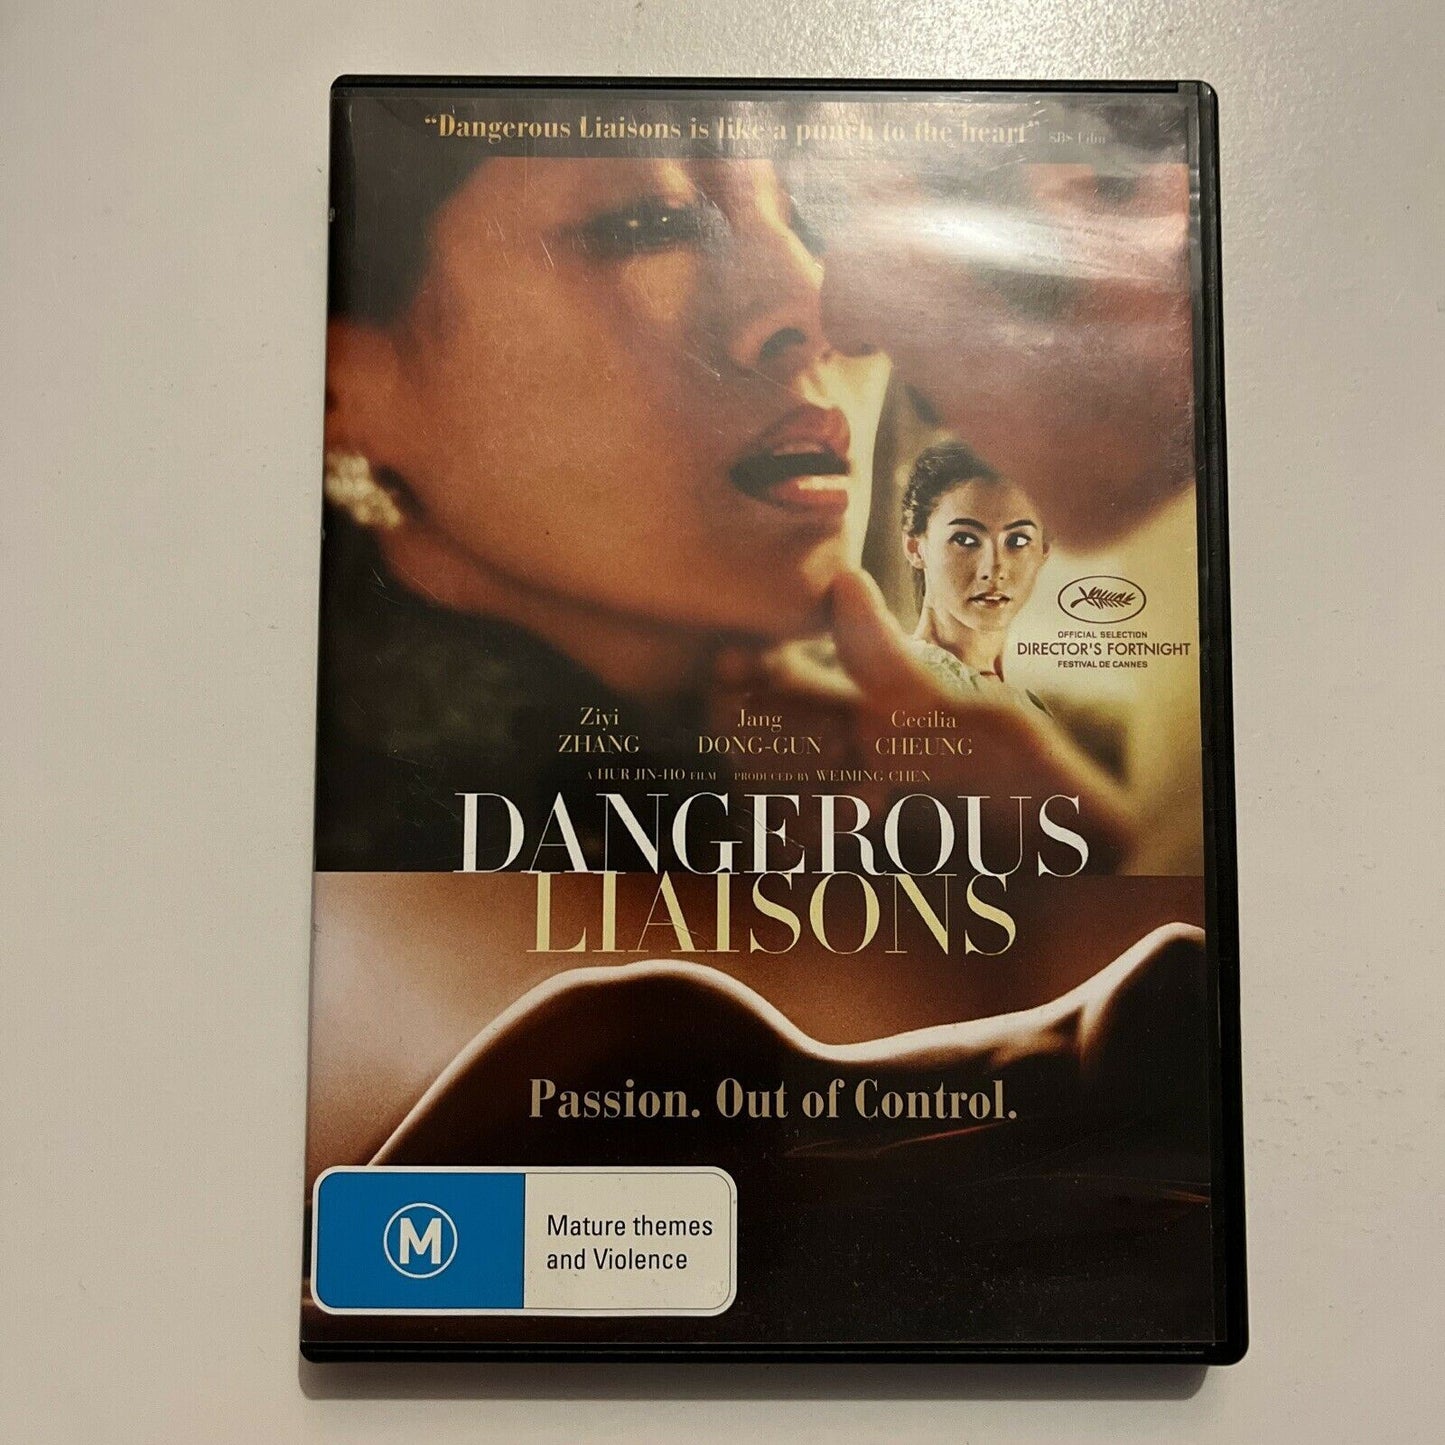 “Dangerous Liaisons is like a punch to the heart” SBS Film
OFFICIAL SELECTION
DIRECTOR'S FORTNIGHT
FESTIVAL DE CANNES
Ziyi ZHANG
Jang DONG-GUN
Cecilia CHEUNG
A HUR JIN-HO FILM PRODUCED BY WEIMING CHEN
DANGEROUS
LIAISONS
Passion. Out of Control.
M
Mature themes
and Violence